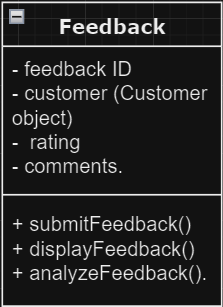 Feedback
- feedback ID
- customer (Customer
object)
- rating
- comments.
+ submitFeedback()
+ displayFeedback()
+ analyzeFeedback().